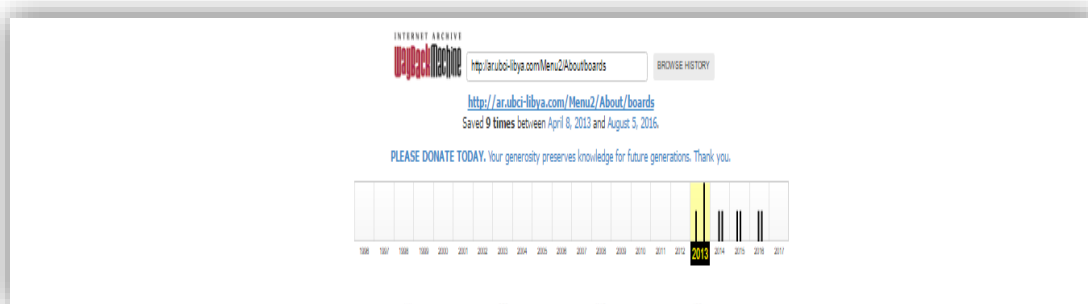 INTERNET ARCHIVE
WayBackMachine
http://ar.ubci-libya.com/Menu2/About/boards
BROWSE HISTORY
http://ar.ubci-libya.com/Menu2/About/boards
Saved 9 times between April 8, 2013 and August 5, 2016.
PLEASE DONATE TODAY. Your generosity preserves knowledge for future generations. Thank you.
1996 1997 1998 1999 2000 2001 2002 2003 2004 2005 2006 2007 2008 2009 2010 2011 2012 2013 2014 2015 2016 2017